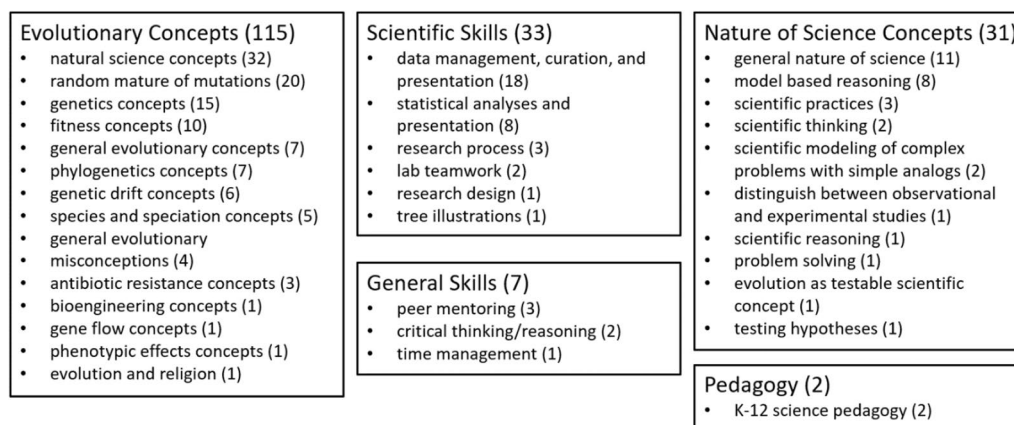 Evolutionary Concepts (115)
• natural science concepts (32)
• random mature of mutations (20)
• genetics concepts (15)
• fitness concepts (10)
• general evolutionary concepts (7)
• phylogenetics concepts (7)
• genetic drift concepts (6)
• species and speciation concepts (5)
• general evolutionary
misconceptions (4)
• antibiotic resistance concepts (3)
• bioengineering concepts (1)
• gene flow concepts (1)
• phenotypic effects concepts (1)
• evolution and religion (1)
Scientific Skills (33)
• data management, curation, and
presentation (18)
• statistical analyses and
presentation (8)
• research process (3)
• lab teamwork (2)
• research design (1)
• tree illustrations (1)
General Skills (7)
• peer mentoring (3)
• critical thinking/reasoning (2)
• time management (1)
Nature of Science Concepts (31)
• general nature of science (11)
• model based reasoning (8)
• scientific practices (3)
• scientific thinking (2)
• scientific modeling of complex
problems with simple analogs (2)
• distinguish between observational
and experimental studies (1)
• scientific reasoning (1)
• problem solving (1)
• evolution as testable scientific
concept (1)
• testing hypotheses (1)
Pedagogy (2)
• K-12 science pedagogy (2)